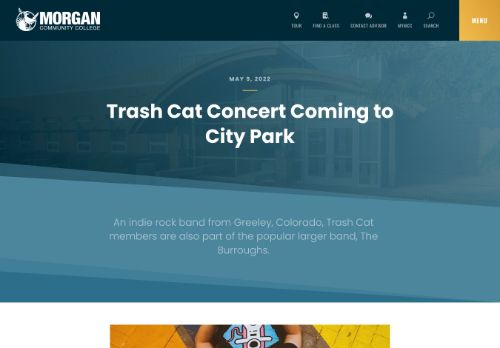 MORGAN
COMMUNITY COLLEGE
TOUR
FIND A CLASS
CONTACT ADVISOR
MYMCC
SEARCH
MENU
MAY 9, 2022
Trash Cat Concert Coming to
City Park
An indie rock band from Greeley, Colorado, Trash Cat
members are also part of the popular larger band, The
Burroughs.